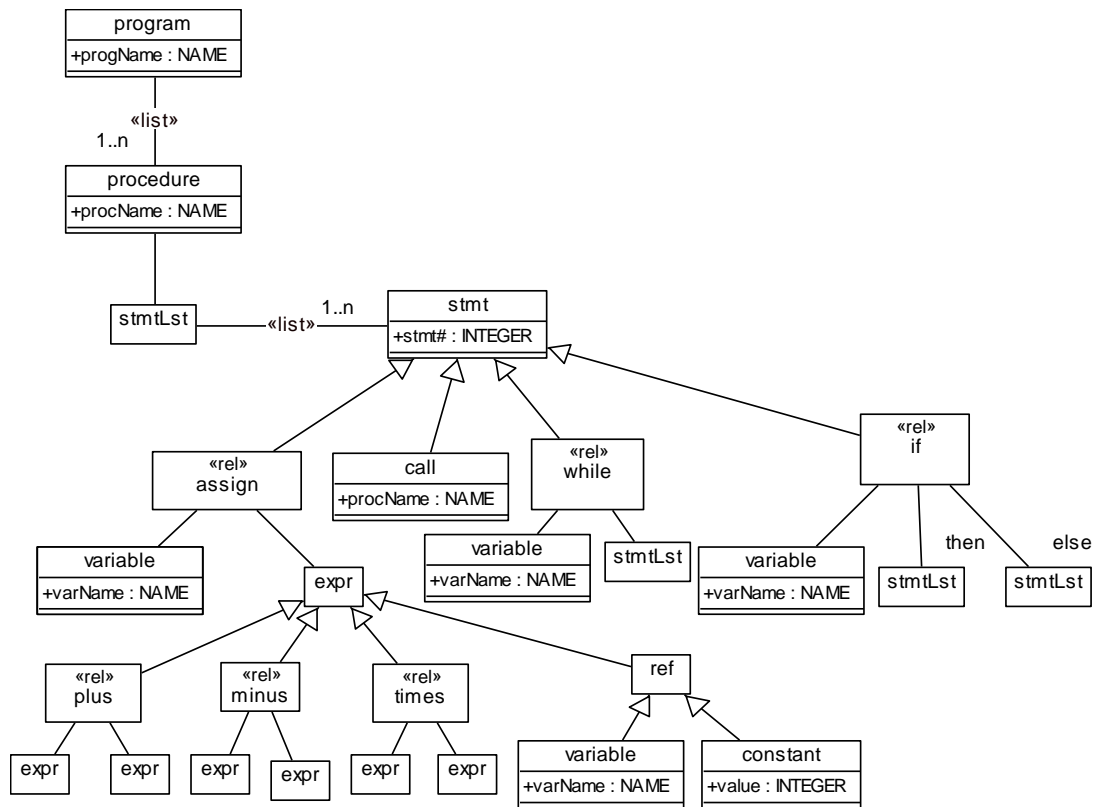 program
+progName : NAME
«list»
1..n
procedure
+procName : NAME
stmtLst
«list»
1..n
stmt
+stmt# : INTEGER
«rel»
assign
call
+procName : NAME
«rel»
while
«rel»
if
variable
+varName : NAME
expr
variable
+varName : NAME
stmtLst
variable
+varName : NAME
then
stmtLst
else
stmtLst
«rel»
plus
«rel»
minus
«rel»
times
ref
expr
expr
expr
expr
expr
expr
variable
+varName : NAME
constant
+value : INTEGER